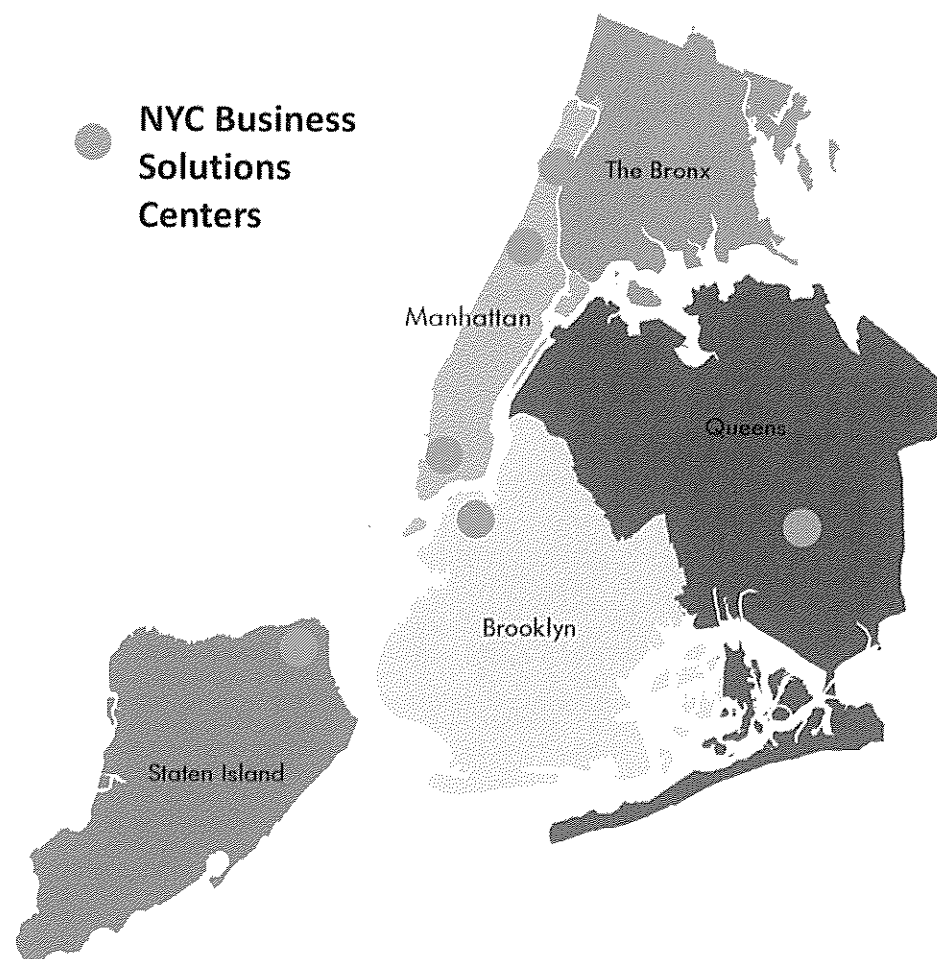 NYC Business
Solutions
Centers
The Bronx
Manhattan
Queens
Brooklyn
Staten Island